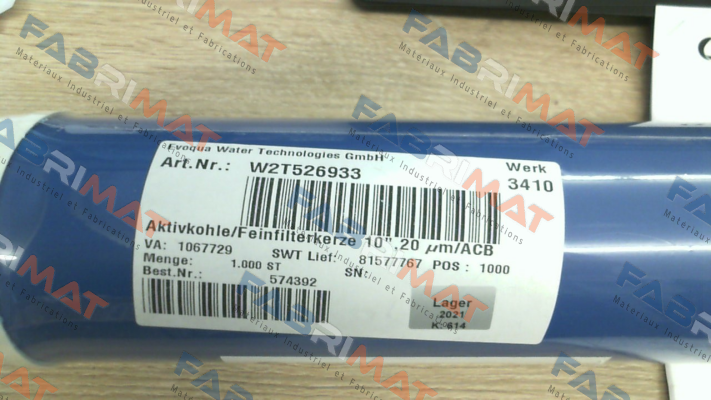 Evoqua Water Technologies GmbH
Art.Nr.: W2T526933
Werk
3410
Aktivkohle/Feinfilterkerze 10",20 µm/ACB
VA: 1067729 SWT Lief: 81577767 POS : 1000
Menge: 1.000 ST SN:
Best.Nr.: 574392
Lager
2021
FABRIMAT
Materiaux Industriel et Fabrications